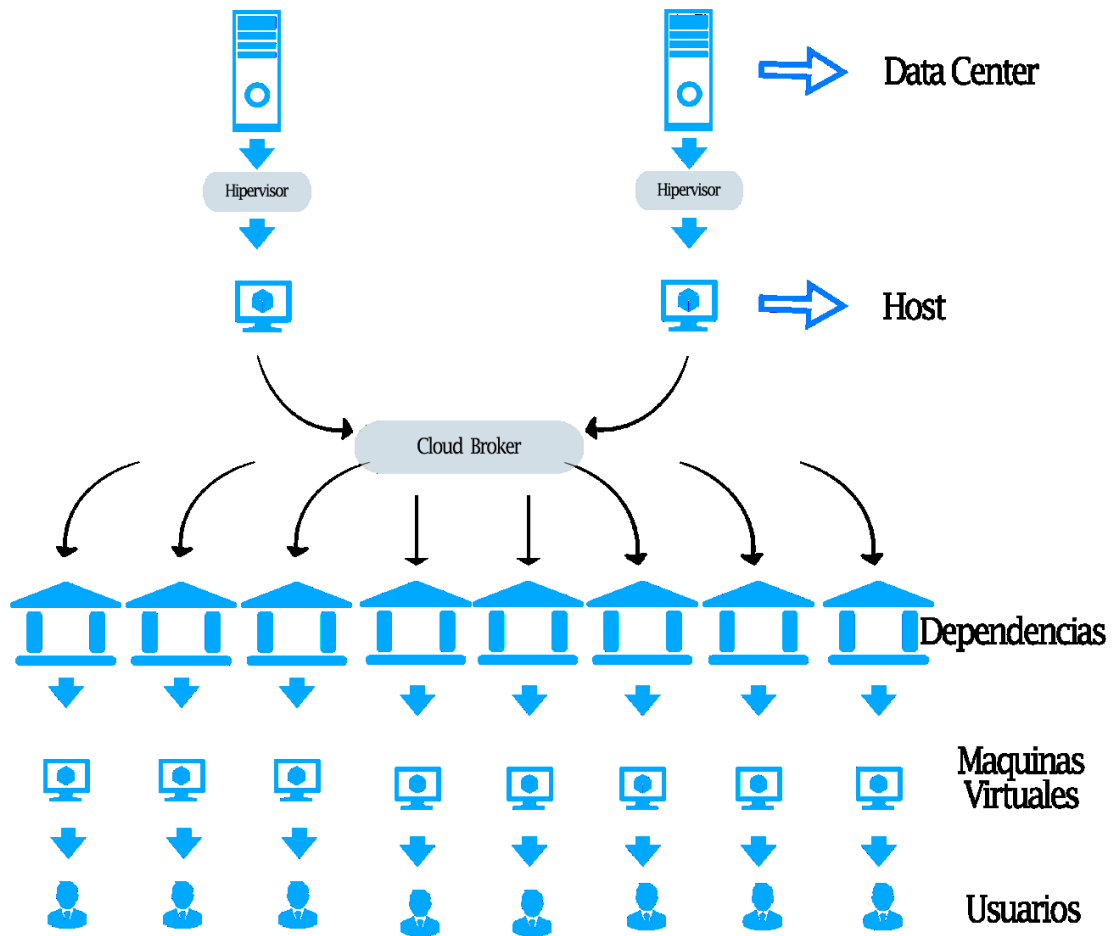 Data Center
Hipervisor
Hipervisor
Host
Cloud Broker
Dependencias
Maquinas
Virtuales
Usuarios